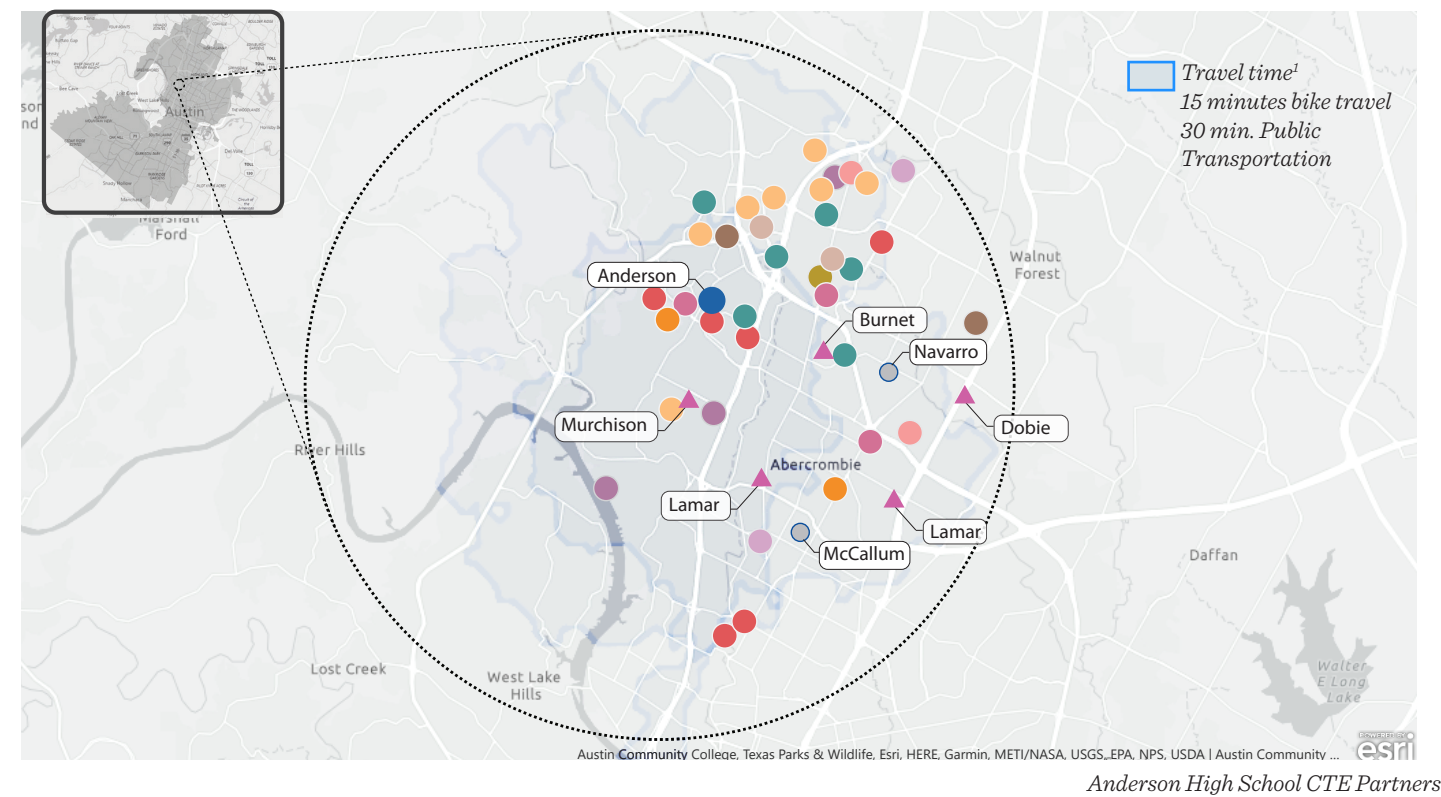 Travel time¹
15 minutes bike travel
30 min. Public
Transportation
Austin
Marshall
Ford
Walnut
Forest
Anderson
Burnet
Navarro
Murchison
Dobie
River Hills
Abercrombie
Lamar
Lamar
McCallum
Daffan
Lost Creek
West Lake
Hills
Walter
E Long
Lake
Austin Community College, Texas Parks & Wildlife, Esri, HERE, Garmin, METI/NASA, USGS, EPA, NPS, USDA | Austin Community ...
POWERED BY
esri
Anderson High School CTE Partners